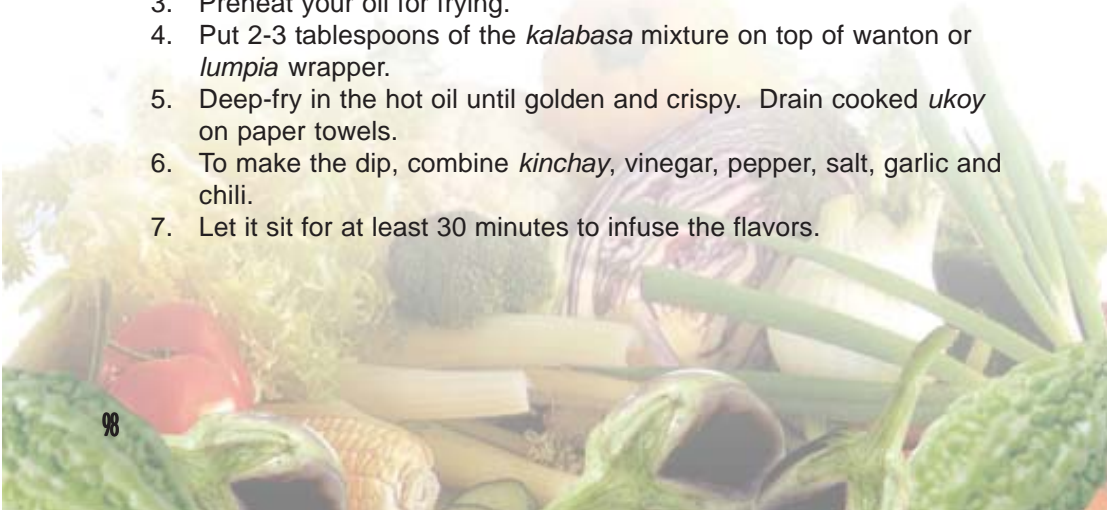 3. Preheat your oil for frying.
4. Put 2-3 tablespoons of the kalabasa mixture on top of wanton or
lumpia wrapper.
5. Deep-fry in the hot oil until golden and crispy. Drain cooked ukoy
on paper towels.
6. To make the dip, combine kinchay, vinegar, pepper, salt, garlic and
chili.
7. Let it sit for at least 30 minutes to infuse the flavors.
98